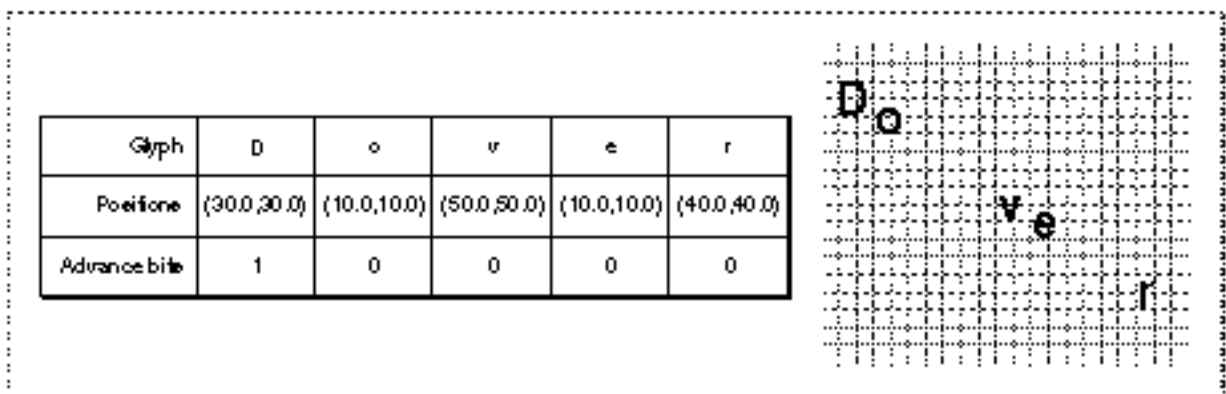 Glyph D o v e r
Positions (30.0,30.0) (10.0,10.0) (50.0,50.0) (10.0,10.0) (40.0,40.0)
Advance bits 1 0 0 0 0
D o
v e
r